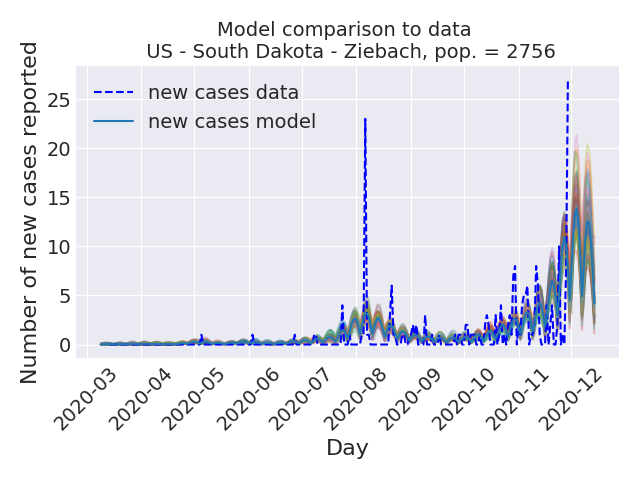 Model comparison to data
US - South Dakota - Ziebach, pop. = 2756
Number of new cases reported
25
20
15
10
5
0
new cases data
new cases model
2020-03
2020-04
2020-05
2020-06
2020-07
2020-08
2020-09
2020-10
2020-11
2020-12
Day